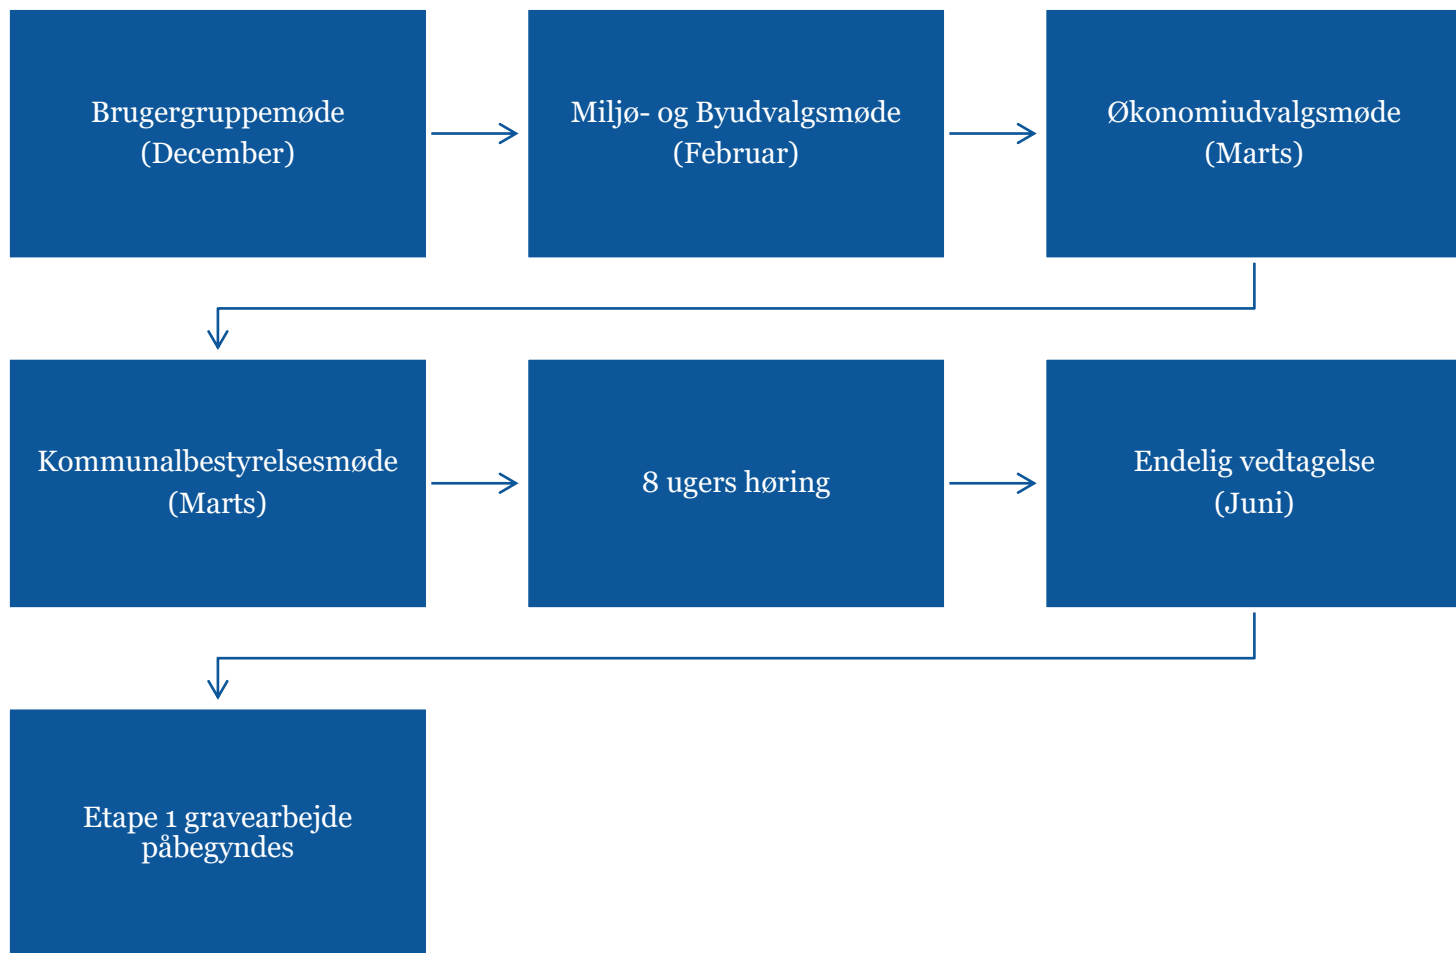 Brugergruppemøde
(December)
Miljø- og Byudvalgsmøde
(Februar)
Økonomiudvalgsmøde
(Marts)
Kommunalbestyrelsesmøde
(Marts)
8 ugers høring
Endelig vedtagelse
(Juni)
Etape 1 gravearbejde
påbegyndes